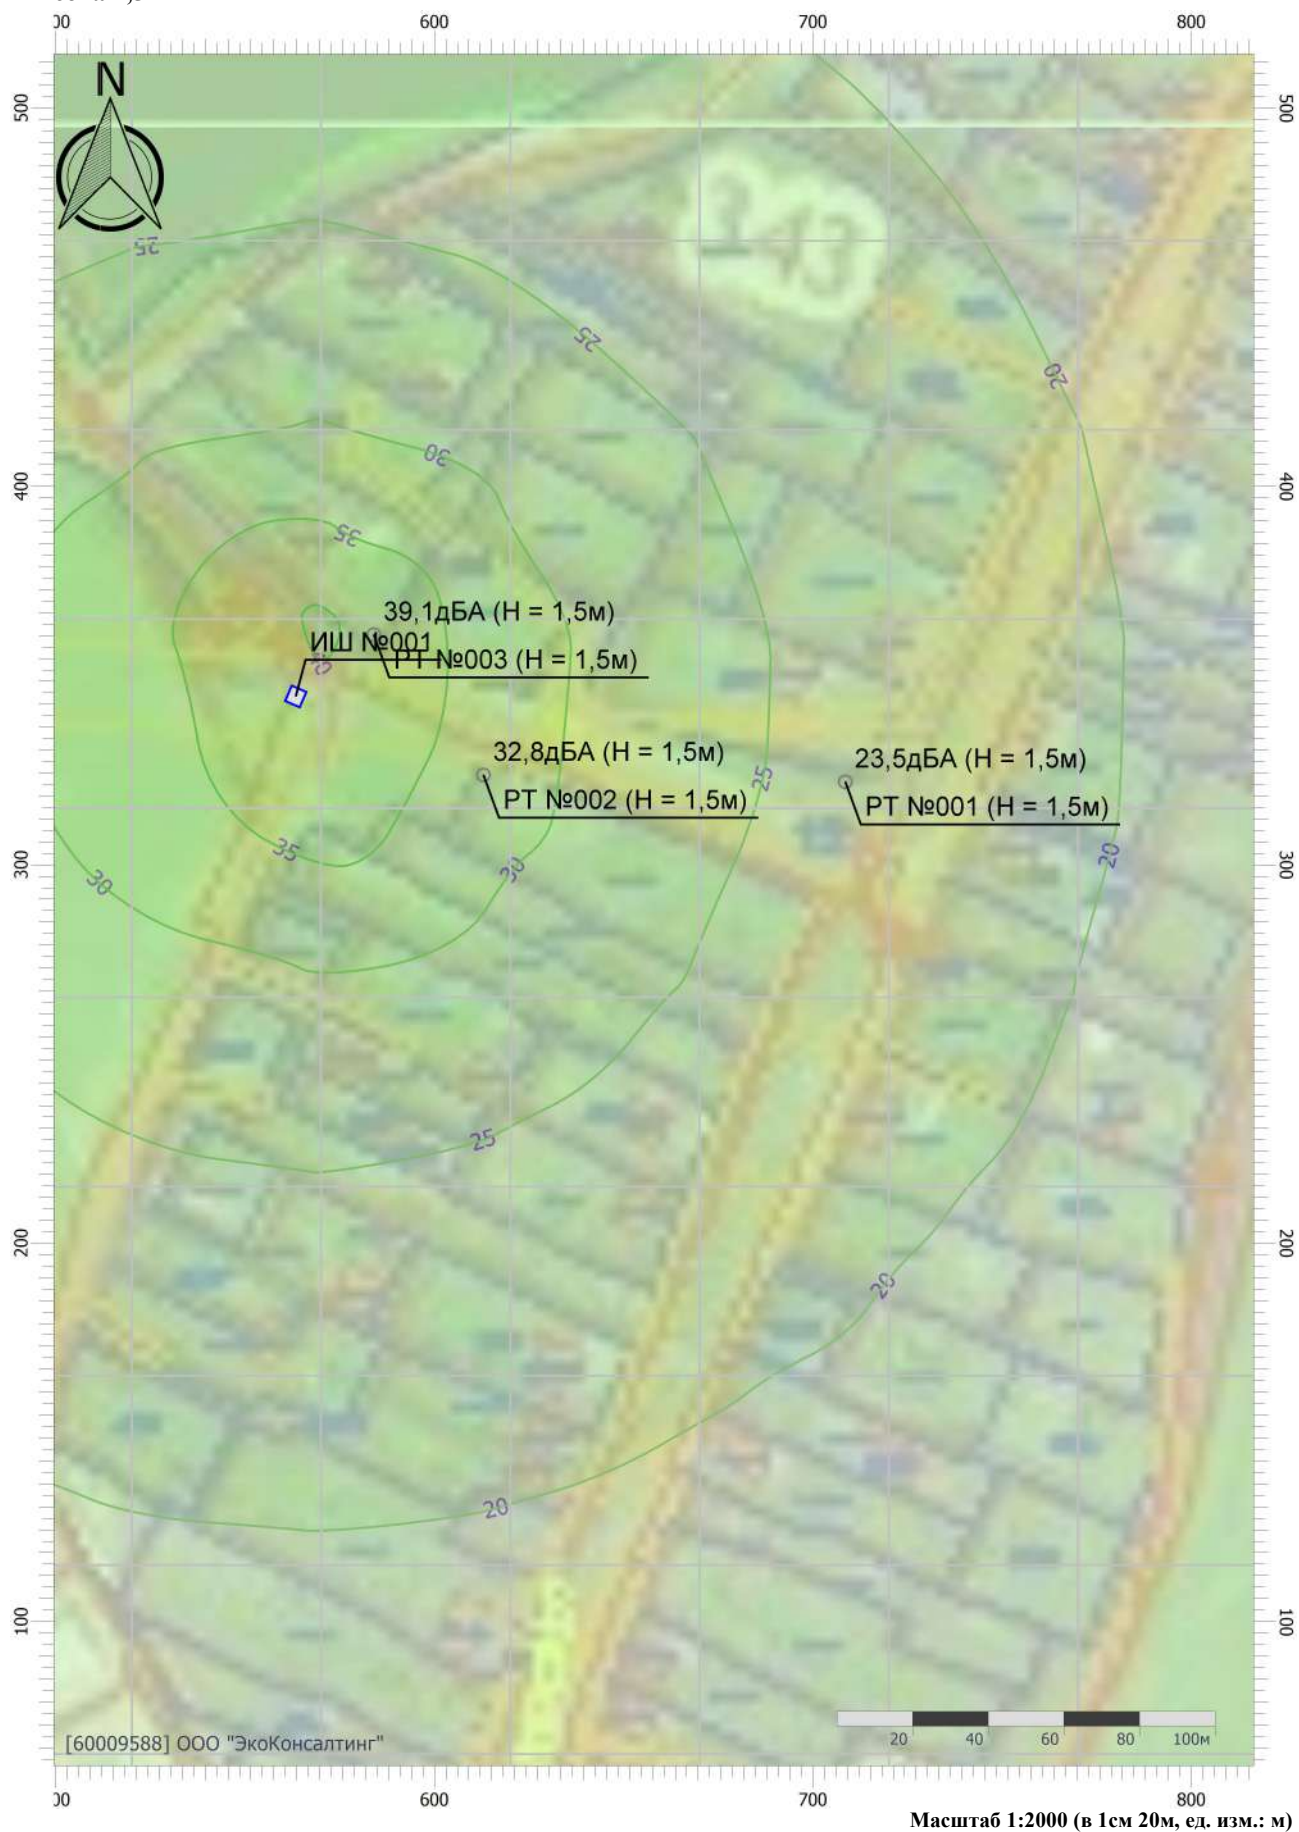 00 600 700 800
N
500 500
25
25
20
30
400 400
35
39,1дБА (H = 1,5м)
ИШ №001
РТ №003 (H = 1,5м)
32,8дБА (H = 1,5м) 23,5дБА (H = 1,5м)
25
РТ №002 (H = 1,5м) РТ №001 (H = 1,5м)
35 20
300 30 30 300
25
200 200
20
20
100 100
[60009588] ООО "ЭкоКонсалтинг"
20 40 60 80 100м
00 600 700 800
Масштаб 1:2000 (в 1см 20м, ед. изм.: м)